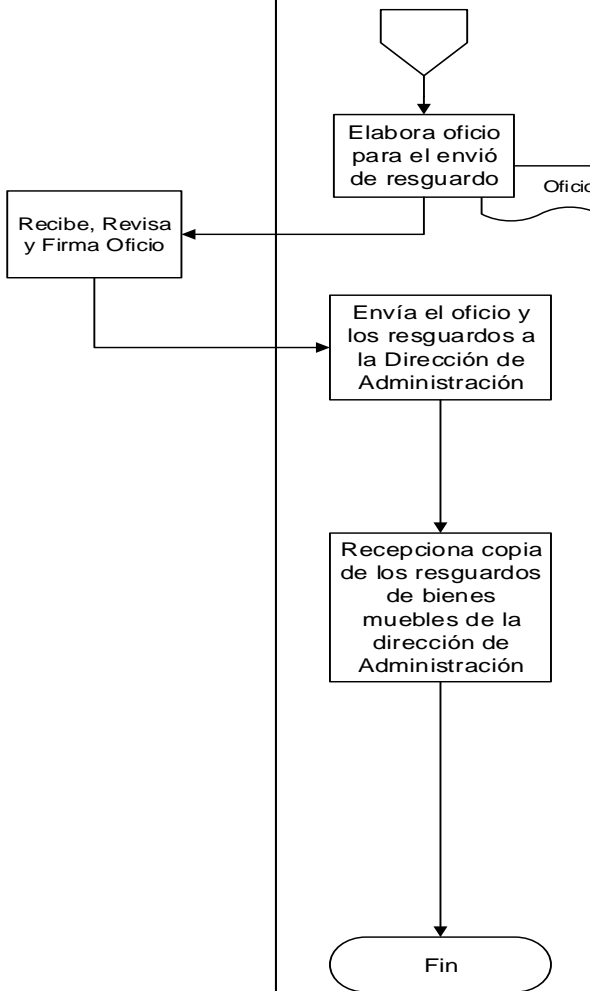 Elabora oficio
para el envió
de resguardo
Oficio
Recibe, Revisa
y Firma Oficio
Envía el oficio y
los resguardos a
la Dirección de
Administración
Recepciona copia
de los resguardos
de bienes
muebles de la
dirección de
Administración
Fin